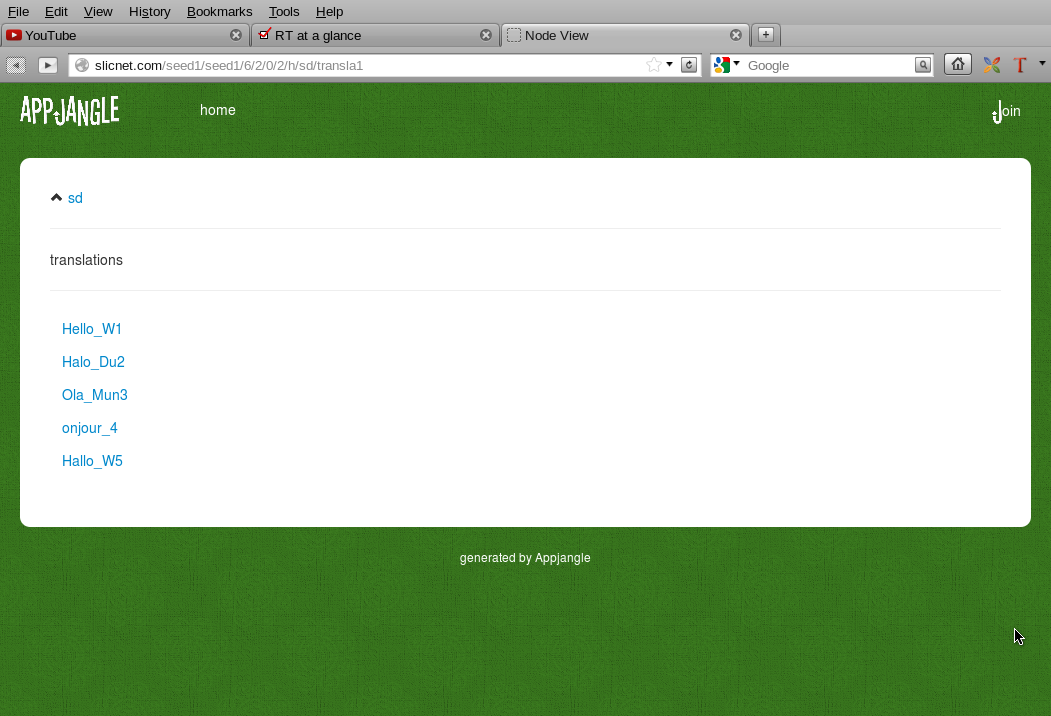 File Edit View History Bookmarks Tools Help
YouTube RT at a glance Node View
slicnet.com/seed1/seed1/6/2/0/2/h/sd/transla1 Google
APPJANGLE home Join
sd
translations
Hello_W1
Halo_Du2
Ola_Mun3
onjour_4
Hallo_W5
generated by Appjangle